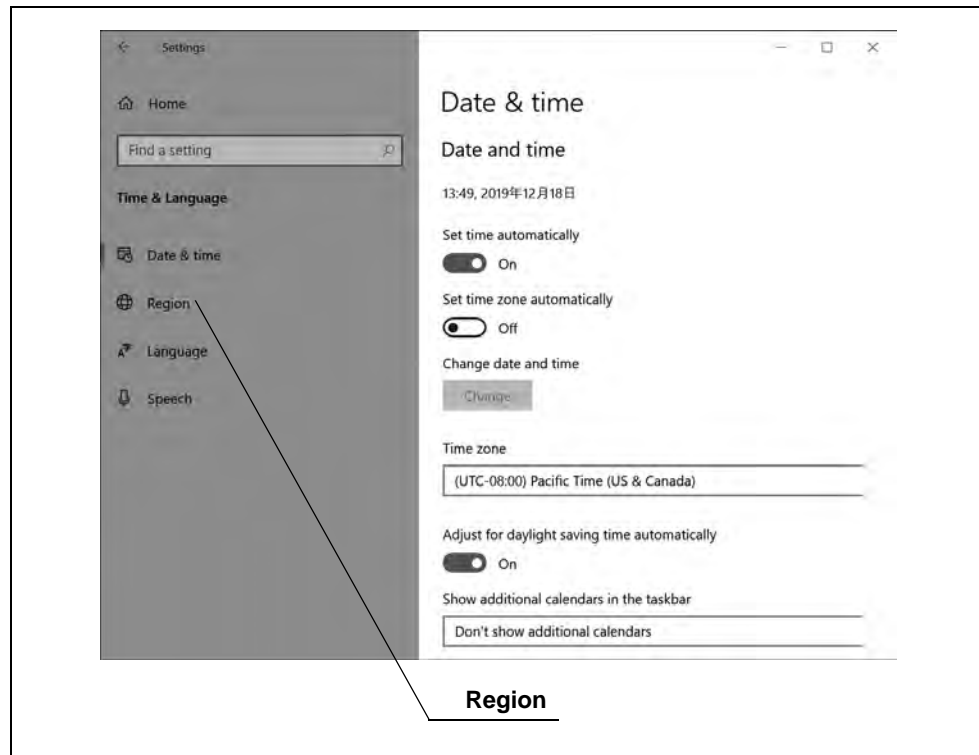 Settings
Home
Find a setting
Time & Language
Date & time
Region
Language
Speech
Date & time
Date and time
13:49, 2019年12月18日
Set time automatically
On
Set time zone automatically
Off
Change date and time
Change
Time zone
(UTC-08:00) Pacific Time (US & Canada)
Adjust for daylight saving time automatically
On
Show additional calendars in the taskbar
Don't show additional calendars
Region